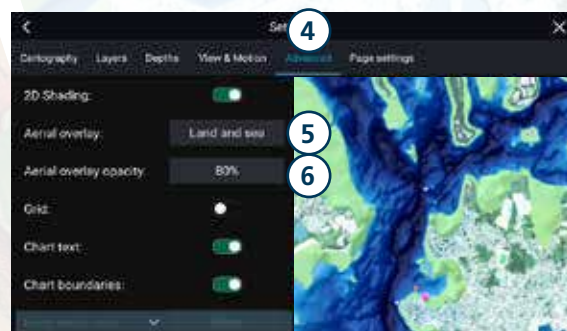 Set
4
Cartography Layers Depths View & Motion Advanced Page settings
2D Shading:
Aerial overlay: Land and sea 5
Aerial overlay opacity: 80% 6
Grid:
Chart text:
Chart boundaries: